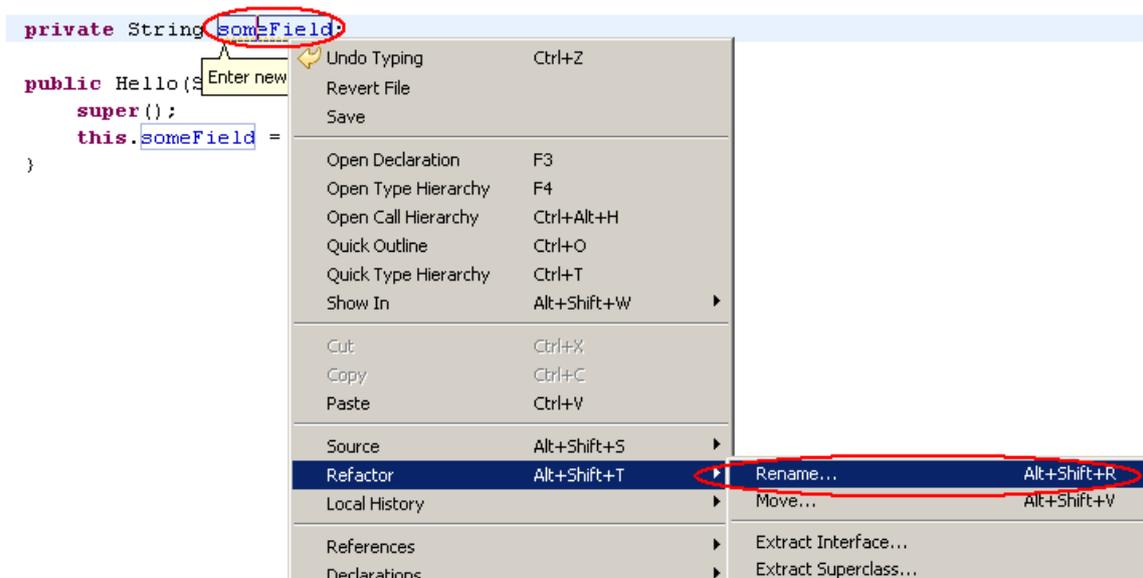 private String someField;
Enter new
public Hello(S
super();
this.someField =
}
Undo Typing Ctrl+Z
Revert File
Save
Open Declaration F3
Open Type Hierarchy F4
Open Call Hierarchy Ctrl+Alt+H
Quick Outline Ctrl+O
Quick Type Hierarchy Ctrl+T
Show In Alt+Shift+W
Cut Ctrl+X
Copy Ctrl+C
Paste Ctrl+V
Source Alt+Shift+S
Refactor Alt+Shift+T
Local History
References
Declarations
Rename... Alt+Shift+R
Move... Alt+Shift+V
Extract Interface...
Extract Superclass...